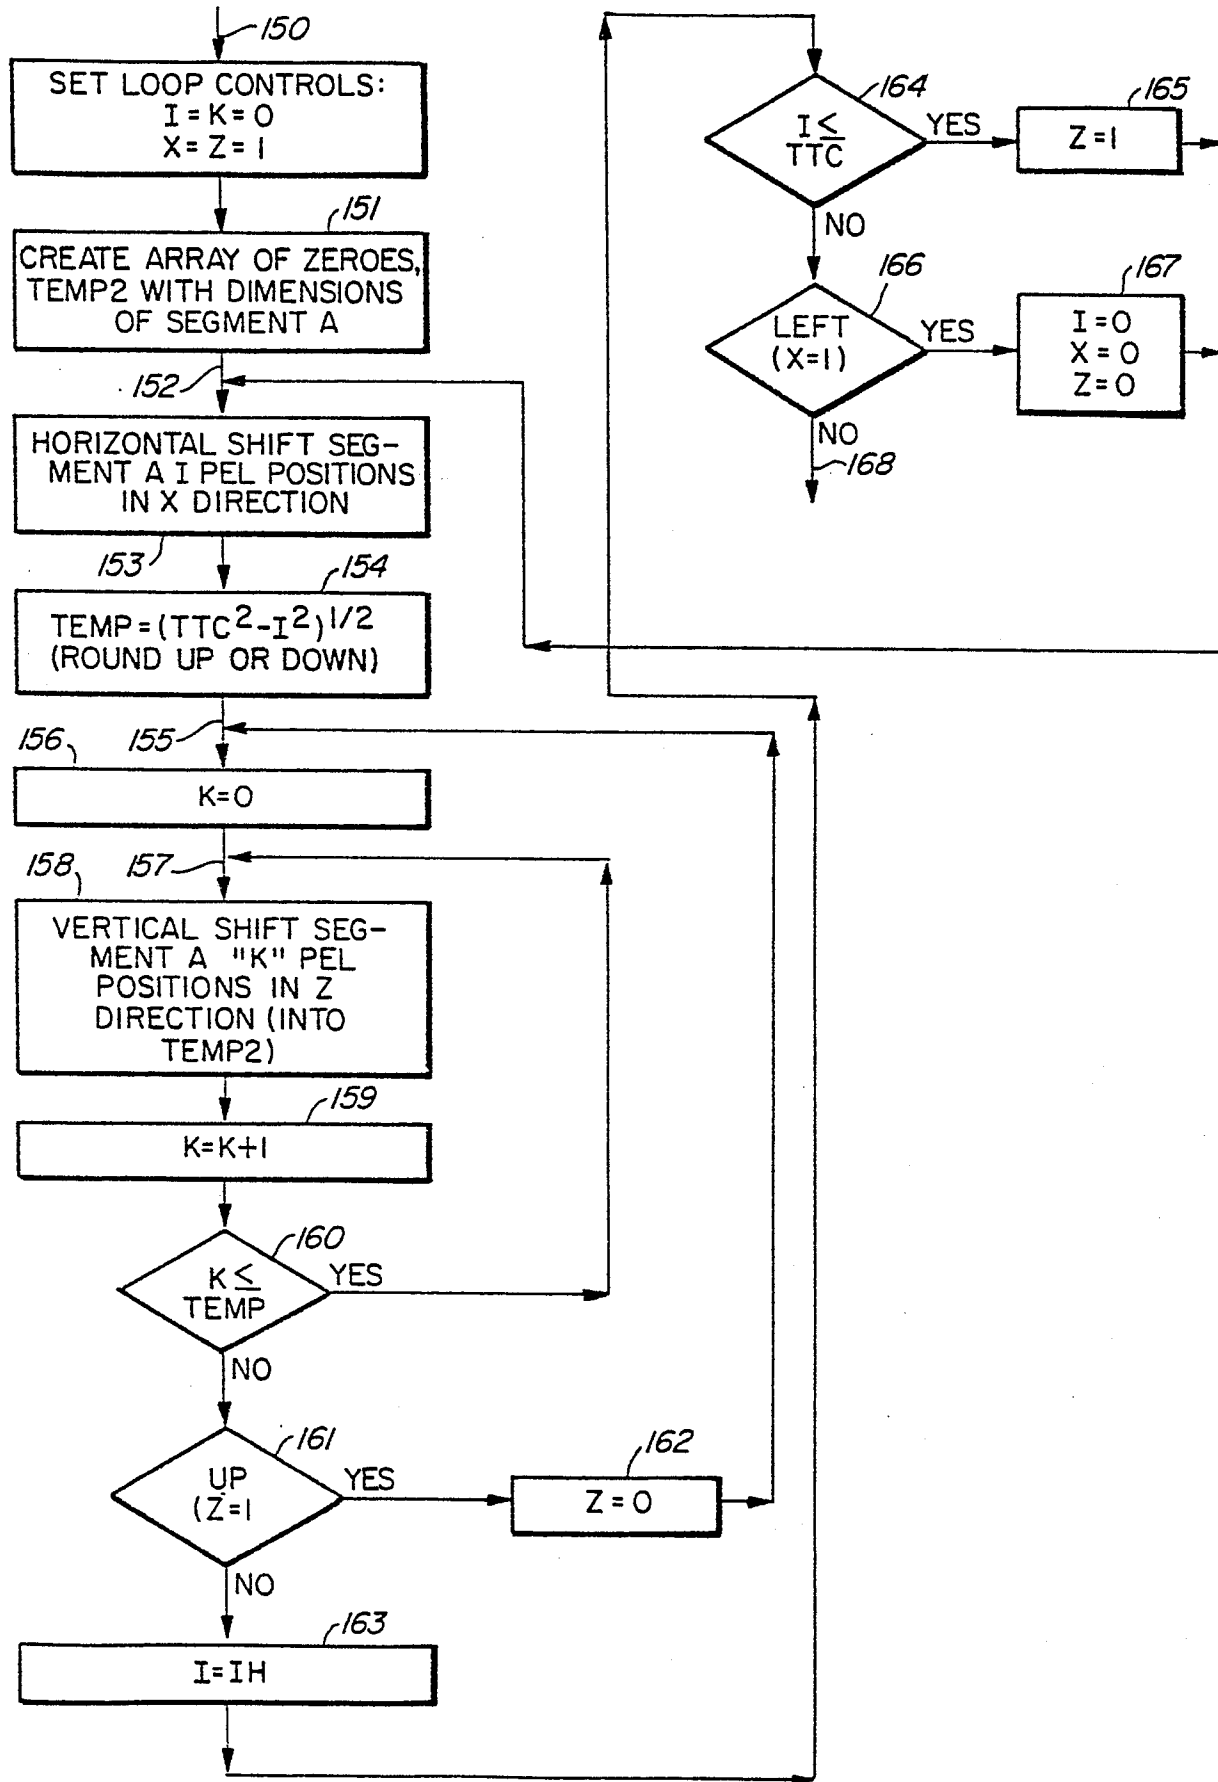 150
SET LOOP CONTROLS:
I = K = 0
X = Z = 1
151
CREATE ARRAY OF ZEROES,
TEMP2 WITH DIMENSIONS
OF SEGMENT A
152
HORIZONTAL SHIFT SEG-
MENT A I PEL POSITIONS
IN X DIRECTION
153
154
TEMP=(TTC²-I²)^1/2
(ROUND UP OR DOWN)
155
156
K=0
157
158
VERTICAL SHIFT SEG-
MENT A "K" PEL
POSITIONS IN Z
DIRECTION (INTO
TEMP2)
159
K=K+1
160
K ≤
TEMP
YES
NO
161
UP
(Z=1
YES
162
Z=0
NO
163
I=IH
164
I ≤
TTC
YES
165
Z=1
NO
166
LEFT
(X=1)
YES
167
I=0
X=0
Z=0
NO
168